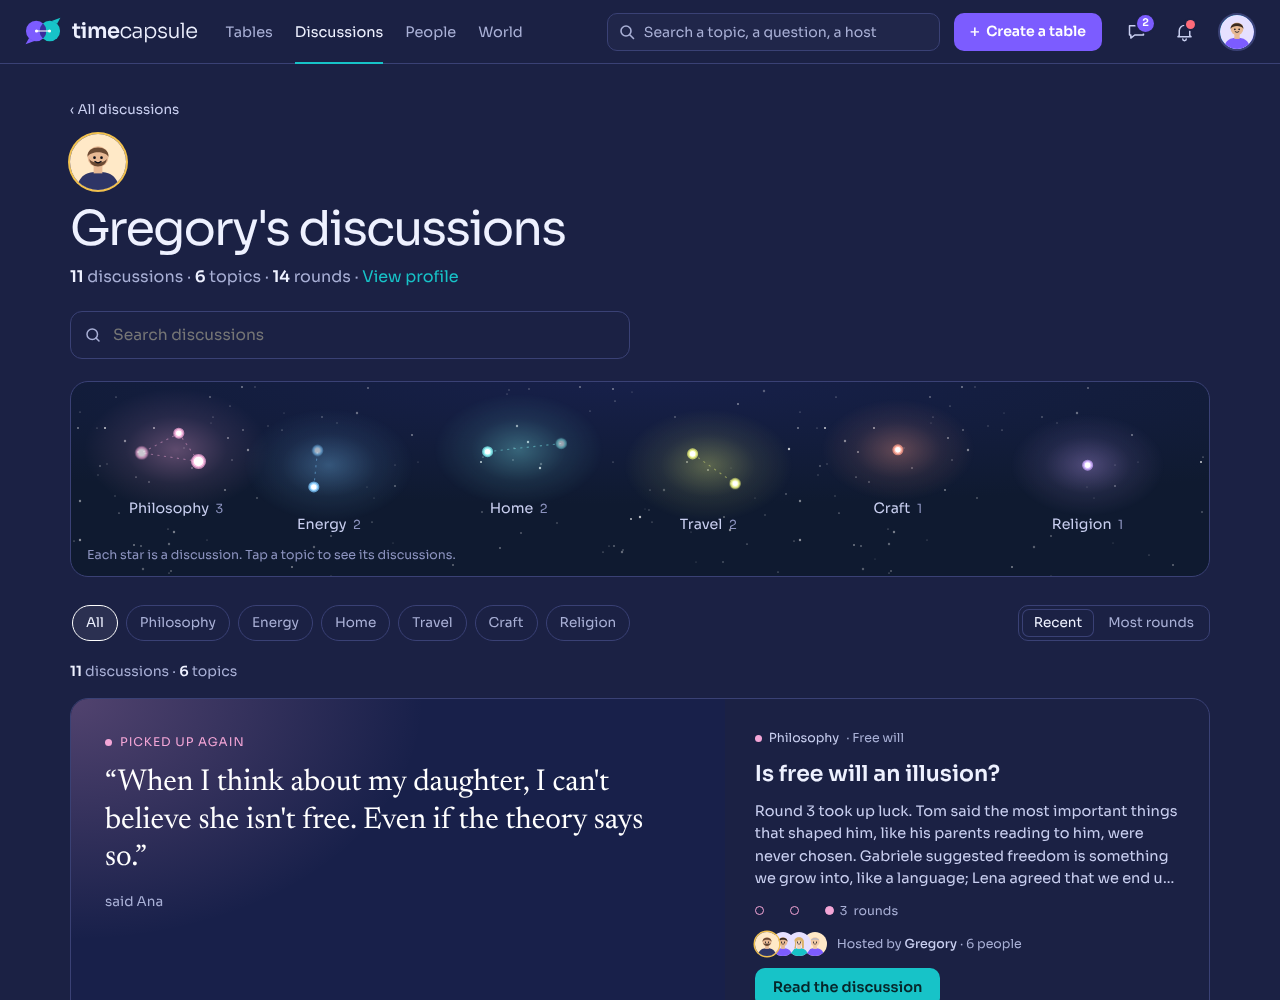 timecapsule
Tables
Discussions
People
World
Search a topic, a question, a host
+ Create a table
2
‹ All discussions
Gregory's discussions
11 discussions · 6 topics · 14 rounds · View profile
Search discussions
Philosophy 3
Energy 2
Home 2
Travel 2
Craft 1
Religion 1
Each star is a discussion. Tap a topic to see its discussions.
All
Philosophy
Energy
Home
Travel
Craft
Religion
Recent
Most rounds
11 discussions · 6 topics
PICKED UP AGAIN
“When I think about my daughter, I can't
believe she isn't free. Even if the theory says
so.”
said Ana
Philosophy · Free will
Is free will an illusion?
Round 3 took up luck. Tom said the most important things
that shaped him, like his parents reading to him, were
never chosen. Gabriele suggested freedom is something
we grow into, like a language; Lena agreed that we end u...
3 rounds
Hosted by Gregory · 6 people
Read the discussion